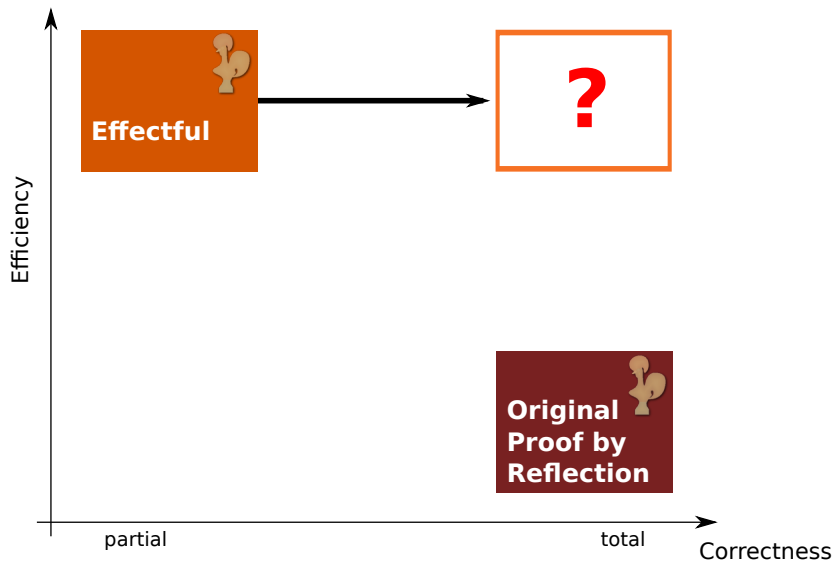 Effectful
?
Efficiency
Original
Proof by
Reflection
partial
total
Correctness